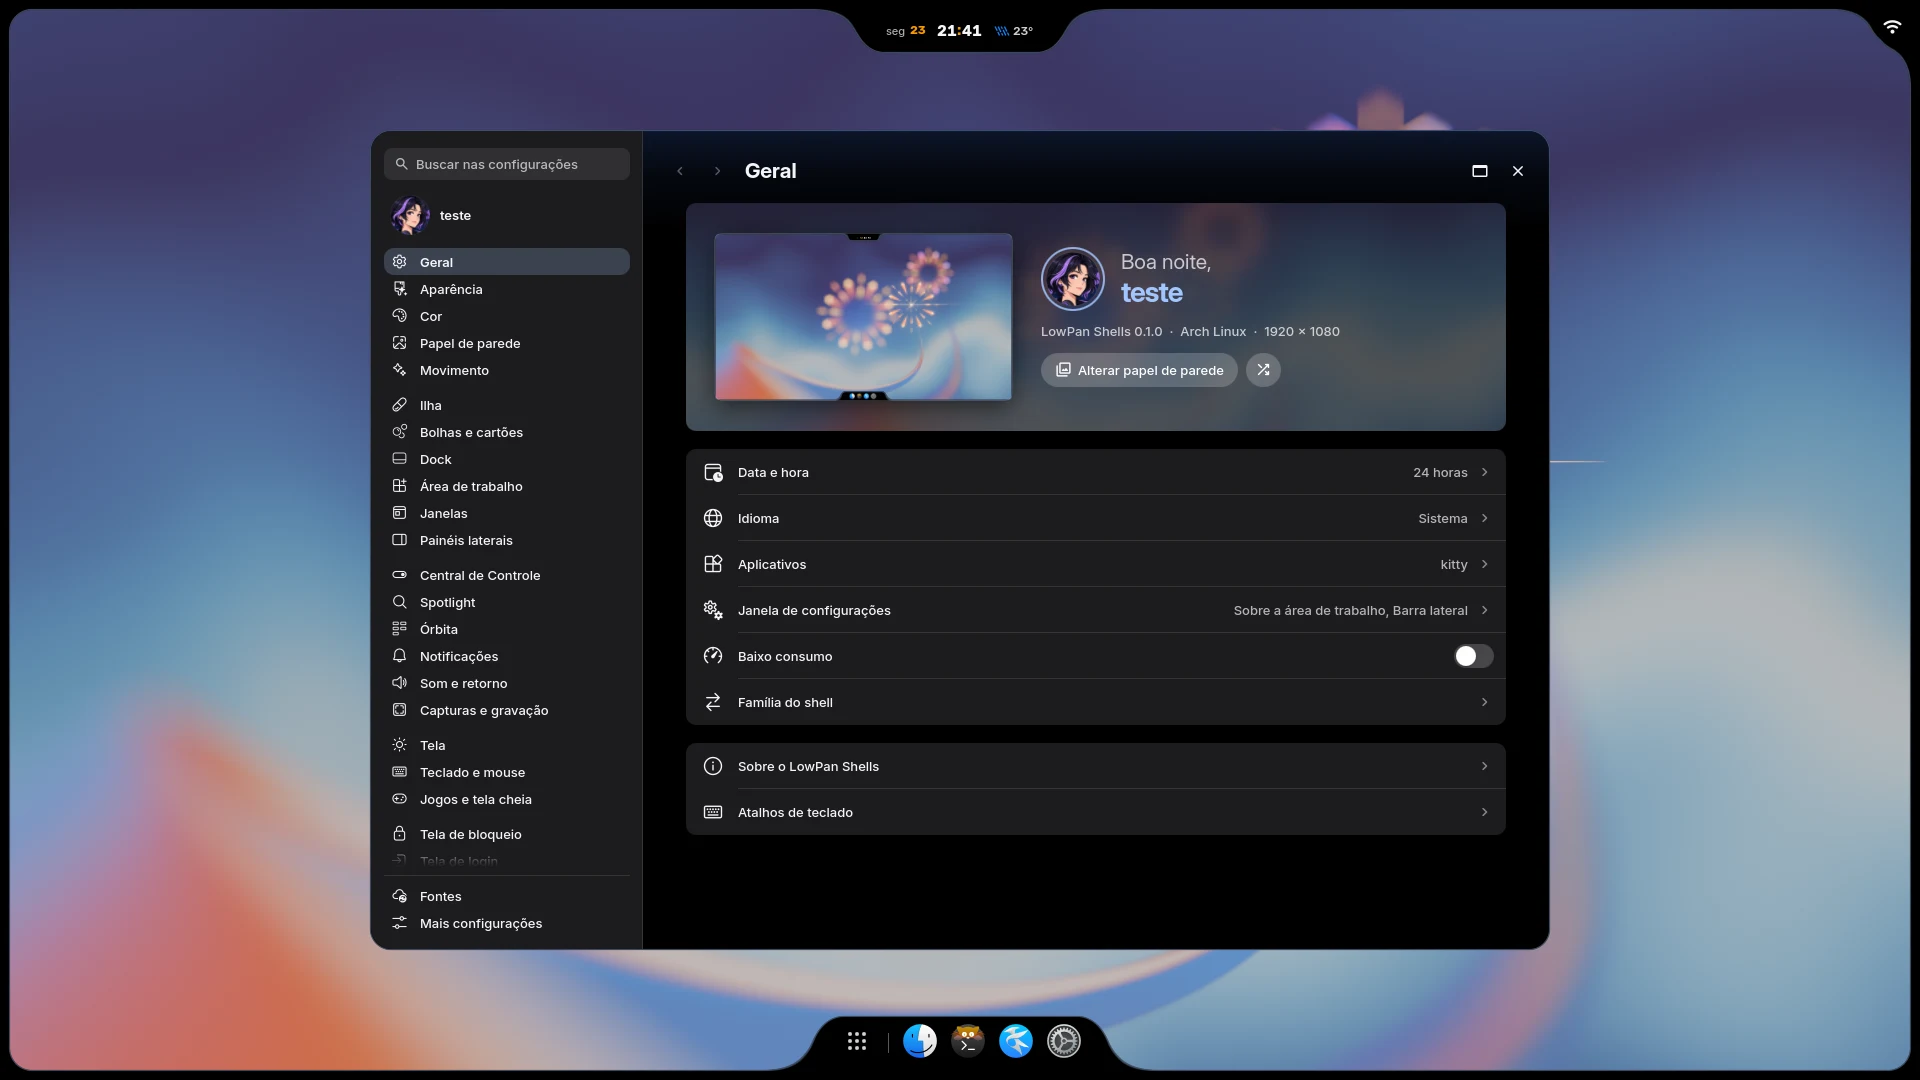 seg 23 21:41 23°
Buscar nas configurações
teste
Geral
Aparência
Cor
Papel de parede
Movimento
Ilha
Bolhas e cartões
Dock
Área de trabalho
Janelas
Painéis laterais
Central de Controle
Spotlight
Órbita
Notificações
Som e retorno
Capturas e gravação
Tela
Teclado e mouse
Jogos e tela cheia
Tela de bloqueio
Tela de login
Fontes
Mais configurações
Geral
Boa noite,
teste
LowPan Shells 0.1.0 · Arch Linux · 1920 × 1080
Alterar papel de parede
Data e hora 24 horas
Idioma Sistema
Aplicativos kitty
Janela de configurações Sobre a área de trabalho, Barra lateral
Baixo consumo
Família do shell
Sobre o LowPan Shells
Atalhos de teclado